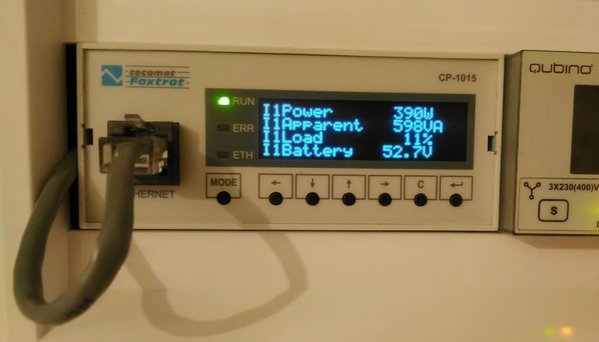 tecomat
Foxtrot
CP-1015
RUN
ERR
ETH
I1Power 390W
I1Apparent 598VA
I1Load 11%
I1Battery 52.7V
HERNET
MODE
C
QUBINO
3X230(400)V
S